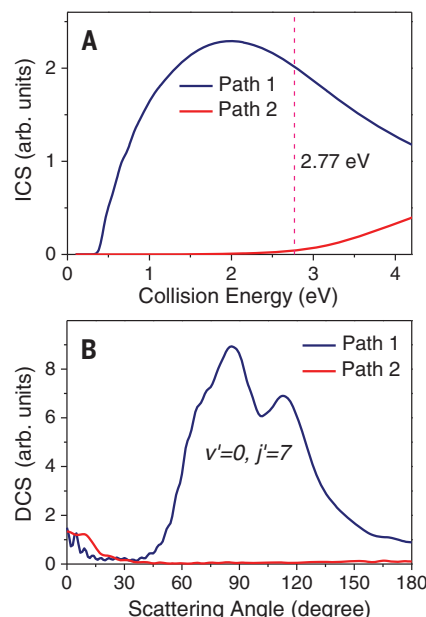 A
ICS (arb. units)
2
1
0
Path 1
Path 2
2.77 eV
1
2
3
4
Collision Energy (eV)
B
DCS (arb. units)
8
6
4
2
0
Path 1
Path 2
v'=0, j'=7
0
30
60
90
120
150
180
Scattering Angle (degree)